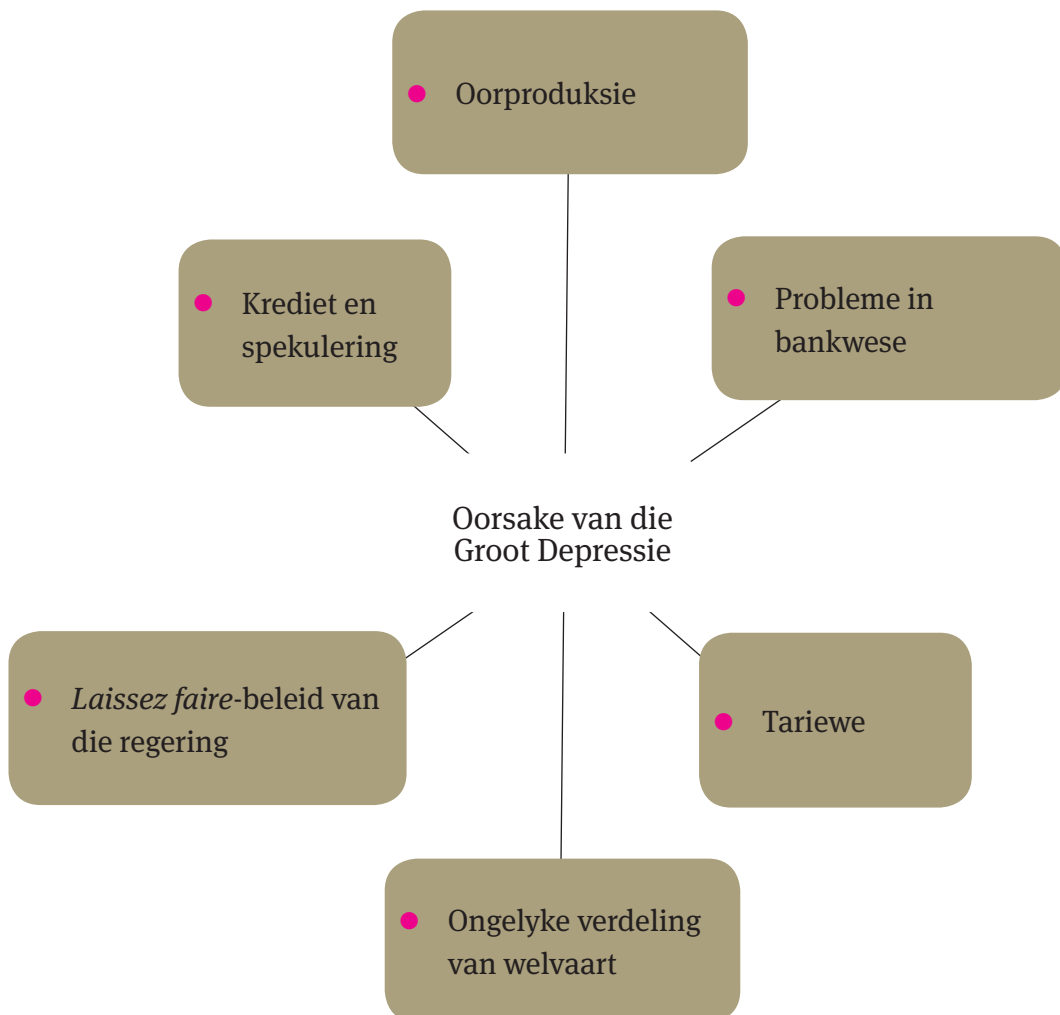 Oorproduksie
Krediet en
spekulering
Probleme in
bankwese
Oorsake van die
Groot Depressie
Laissez faire-beleid van
die regering
Tariewe
Ongelyke verdeling
van welvaart